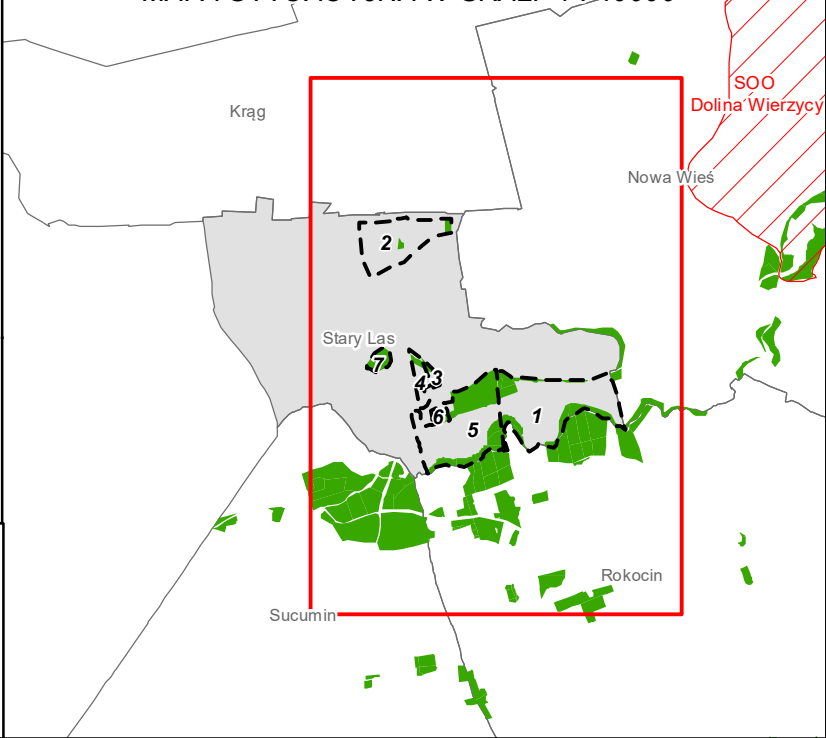 SOO
Dolina Wierzycy
Krąg
Nowa Wieś
2
Stary Las
7
3
4
6
1
5
Rokocin
Sucumin